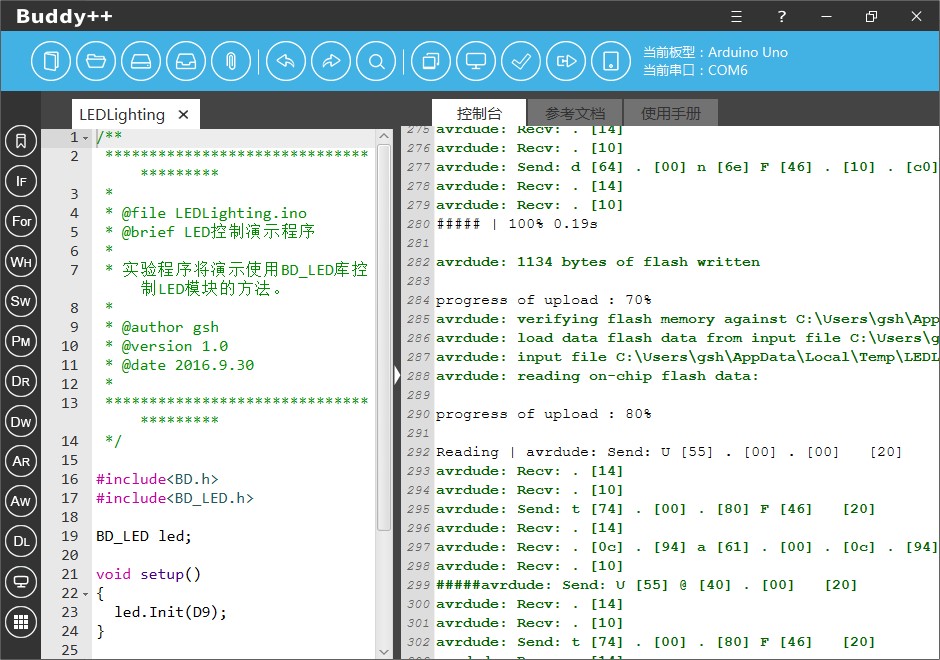 Buddy++
?
当前板型：Arduino Uno
当前串口：COM6
LEDLighting
控制台
参考文档
使用手册
IF
For
WH
SW
PM
DR
DW
AR
AW
DL
1 /**
2 ******************************
*********
3 *
4 * @file LEDLighting.ino
5 * @brief LED控制演示程序
6 *
7 * 实验程序将演示使用BD_LED库控
制LED模块的方法。
8 *
9 * @author gsh
10 * @version 1.0
11 * @date 2016.9.30
12 *
13 ******************************
*********
14 */
15
16 #include<BD.h>
17 #include<BD_LED.h>
18
19 BD_LED led;
20
21 void setup()
22 {
23 led.Init(D9);
24 }
25
275 avrdude: Recv: . [14]
276 avrdude: Recv: . [10]
277 avrdude: Send: d [64] . [00] n [6e] F [46] . [10] . [c0]
278 avrdude: Recv: . [14]
279 avrdude: Recv: . [10]
280 ##### | 100% 0.19s
281
282 avrdude: 1134 bytes of flash written
283
284 progress of upload : 70%
285 avrdude: verifying flash memory against C:\Users\gsh\App
286 avrdude: load data flash data from input file C:\Users\g
287 avrdude: input file C:\Users\gsh\AppData\Local\Temp\LEDL
288 avrdude: reading on-chip flash data:
289
290 progress of upload : 80%
291
292 Reading | avrdude: Send: U [55] . [00] . [00] [20]
293 avrdude: Recv: . [14]
294 avrdude: Recv: . [10]
295 avrdude: Send: t [74] . [00] . [80] F [46] [20]
296 avrdude: Recv: . [14]
297 avrdude: Recv: . [0c] . [94] a [61] . [00] . [0c] . [94]
298 avrdude: Recv: . [10]
299 #####avrdude: Send: U [55] @ [40] . [00] [20]
300 avrdude: Recv: . [14]
301 avrdude: Recv: . [10]
302 avrdude: Send: t [74] . [00] . [80] F [46] [20]
303 avrdude: Recv: . [14]